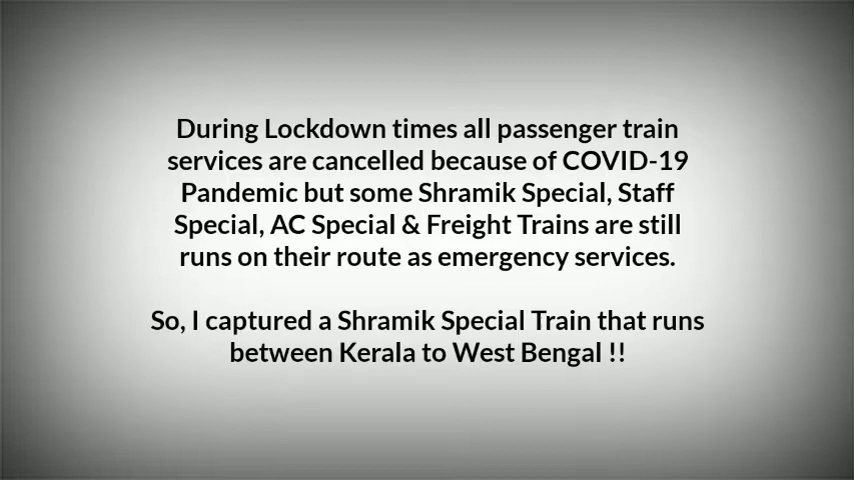 During Lockdown times all passenger train
services are cancelled because of COVID-19
Pandemic but some Shramik Special, Staff
Special, AC Special & Freight Trains are still
runs on their route as emergency services.
So, I captured a Shramik Special Train that runs
between Kerala to West Bengal !!